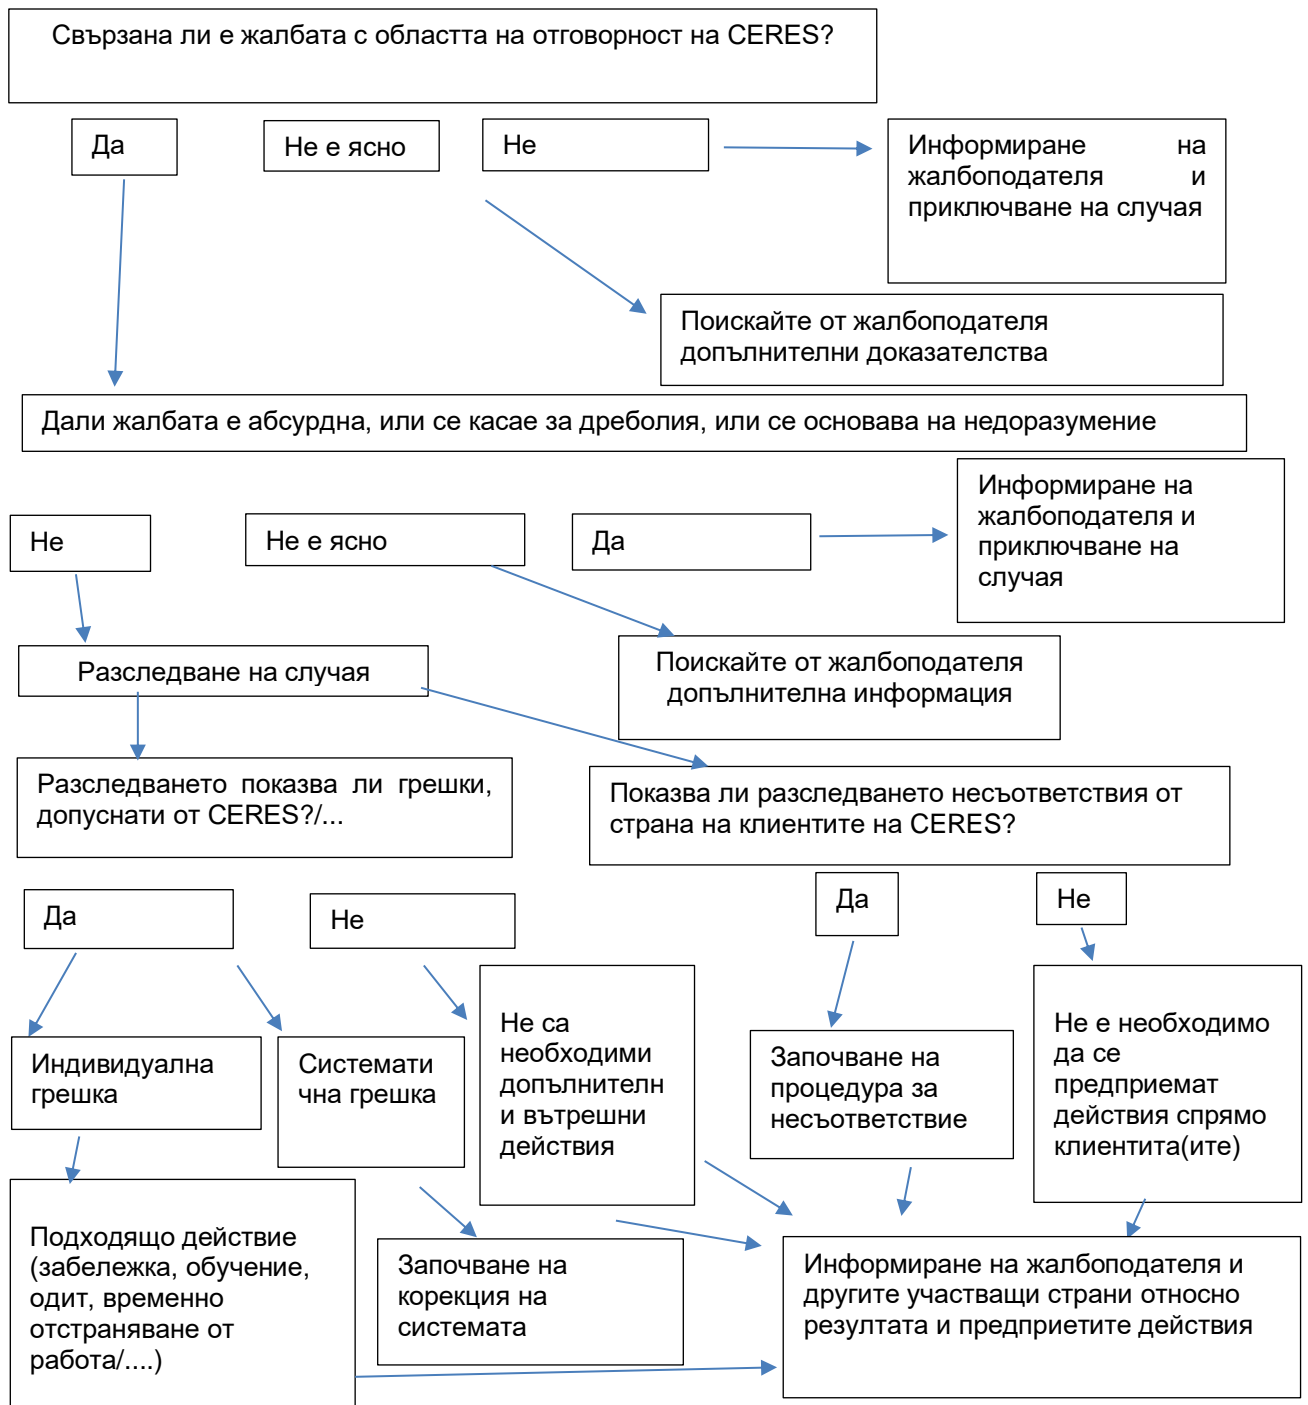 Свързана ли е жалбата с областта на отговорност на CERES?
Да
Не е ясно
Не
Информиране на
жалбоподателя и
приключване на случая
Поискайте от жалбоподателя
допълнителни доказателства
Дали жалбата е абсурдна, или се касае за дреболия, или се основава на недоразумение
Не
Не е ясно
Да
Информиране на
жалбоподателя и
приключване на
случая
Разследване на случая
Поискайте от жалбоподателя
допълнителна информация
Разследването показва ли грешки,
допуснати от CERES?/...
Показва ли разследването несъответствия от
страна на клиентите на CERES?
Да
Не
Да
Не
Индивидуална
грешка
Системати
чна грешка
Не са
необходими
допълнителн
и вътрешни
действия
Започване на
процедура за
несъответствие
Не е необходимо
да се
предприемат
действия спрямо
клиентита(ите)
Подходящо действие
(забележка, обучение,
одит, временно
отстраняване от
работа/....)
Започване на
корекция на
системата
Информиране на жалбоподателя и
другите участващи страни относно
резултата и предприетите действия